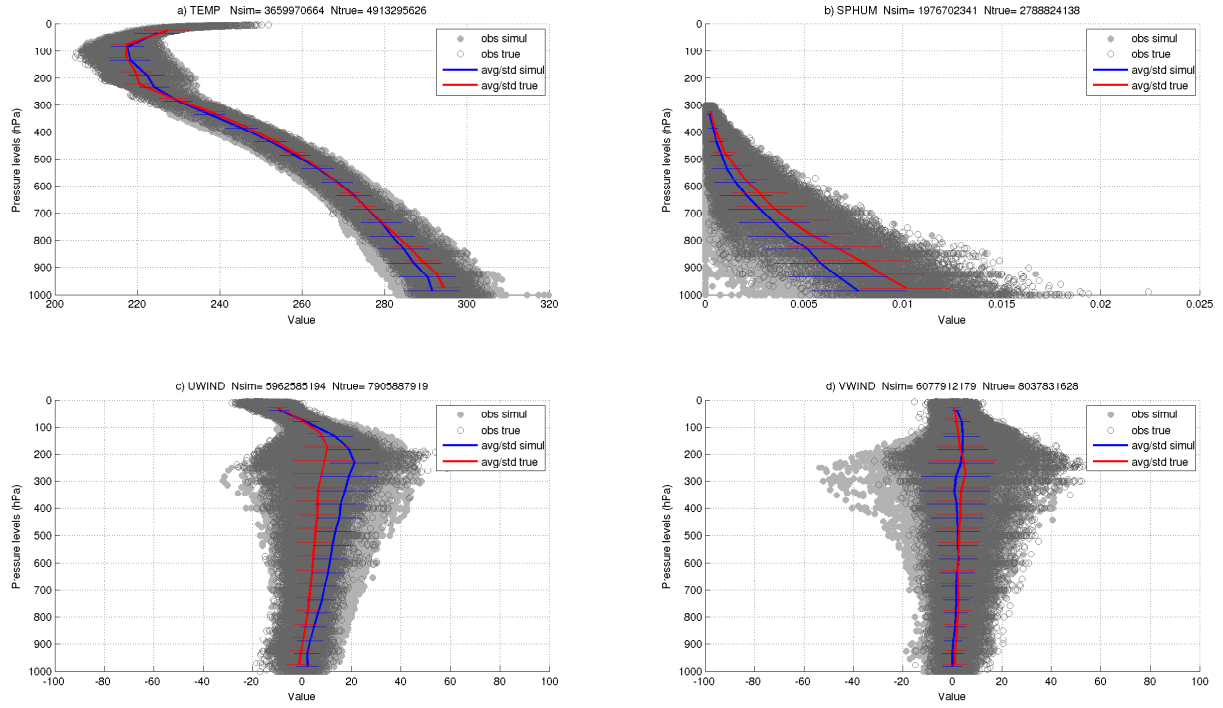 a) TEMP Nsim= 3659970664 Ntrue= 4913295626
0
100
200
300
400
500
600
700
800
900
1000
Pressure levels (hPa)
200
220
240
260
280
300
320
Value
obs simul
obs true
avg/std simul
avg/std true
b) SPHUM Nsim= 1976702341 Ntrue= 2788824138
0
100
200
300
400
500
600
700
800
900
1000
Pressure levels (hPa)
0
0.005
0.01
0.015
0.02
0.025
Value
obs simul
obs true
avg/std simul
avg/std true
c) UWIND Nsim= 5962585194 Ntrue= 7905887919
0
100
200
300
400
500
600
700
800
900
1000
Pressure levels (hPa)
-100
-80
-60
-40
-20
0
20
40
60
80
100
Value
obs simul
obs true
avg/std simul
avg/std true
d) VWIND Nsim= 6077912179 Ntrue= 8037831628
0
100
200
300
400
500
600
700
800
900
1000
Pressure levels (hPa)
-100
-80
-60
-40
-20
0
20
40
60
80
100
Value
obs simul
obs true
avg/std simul
avg/std true